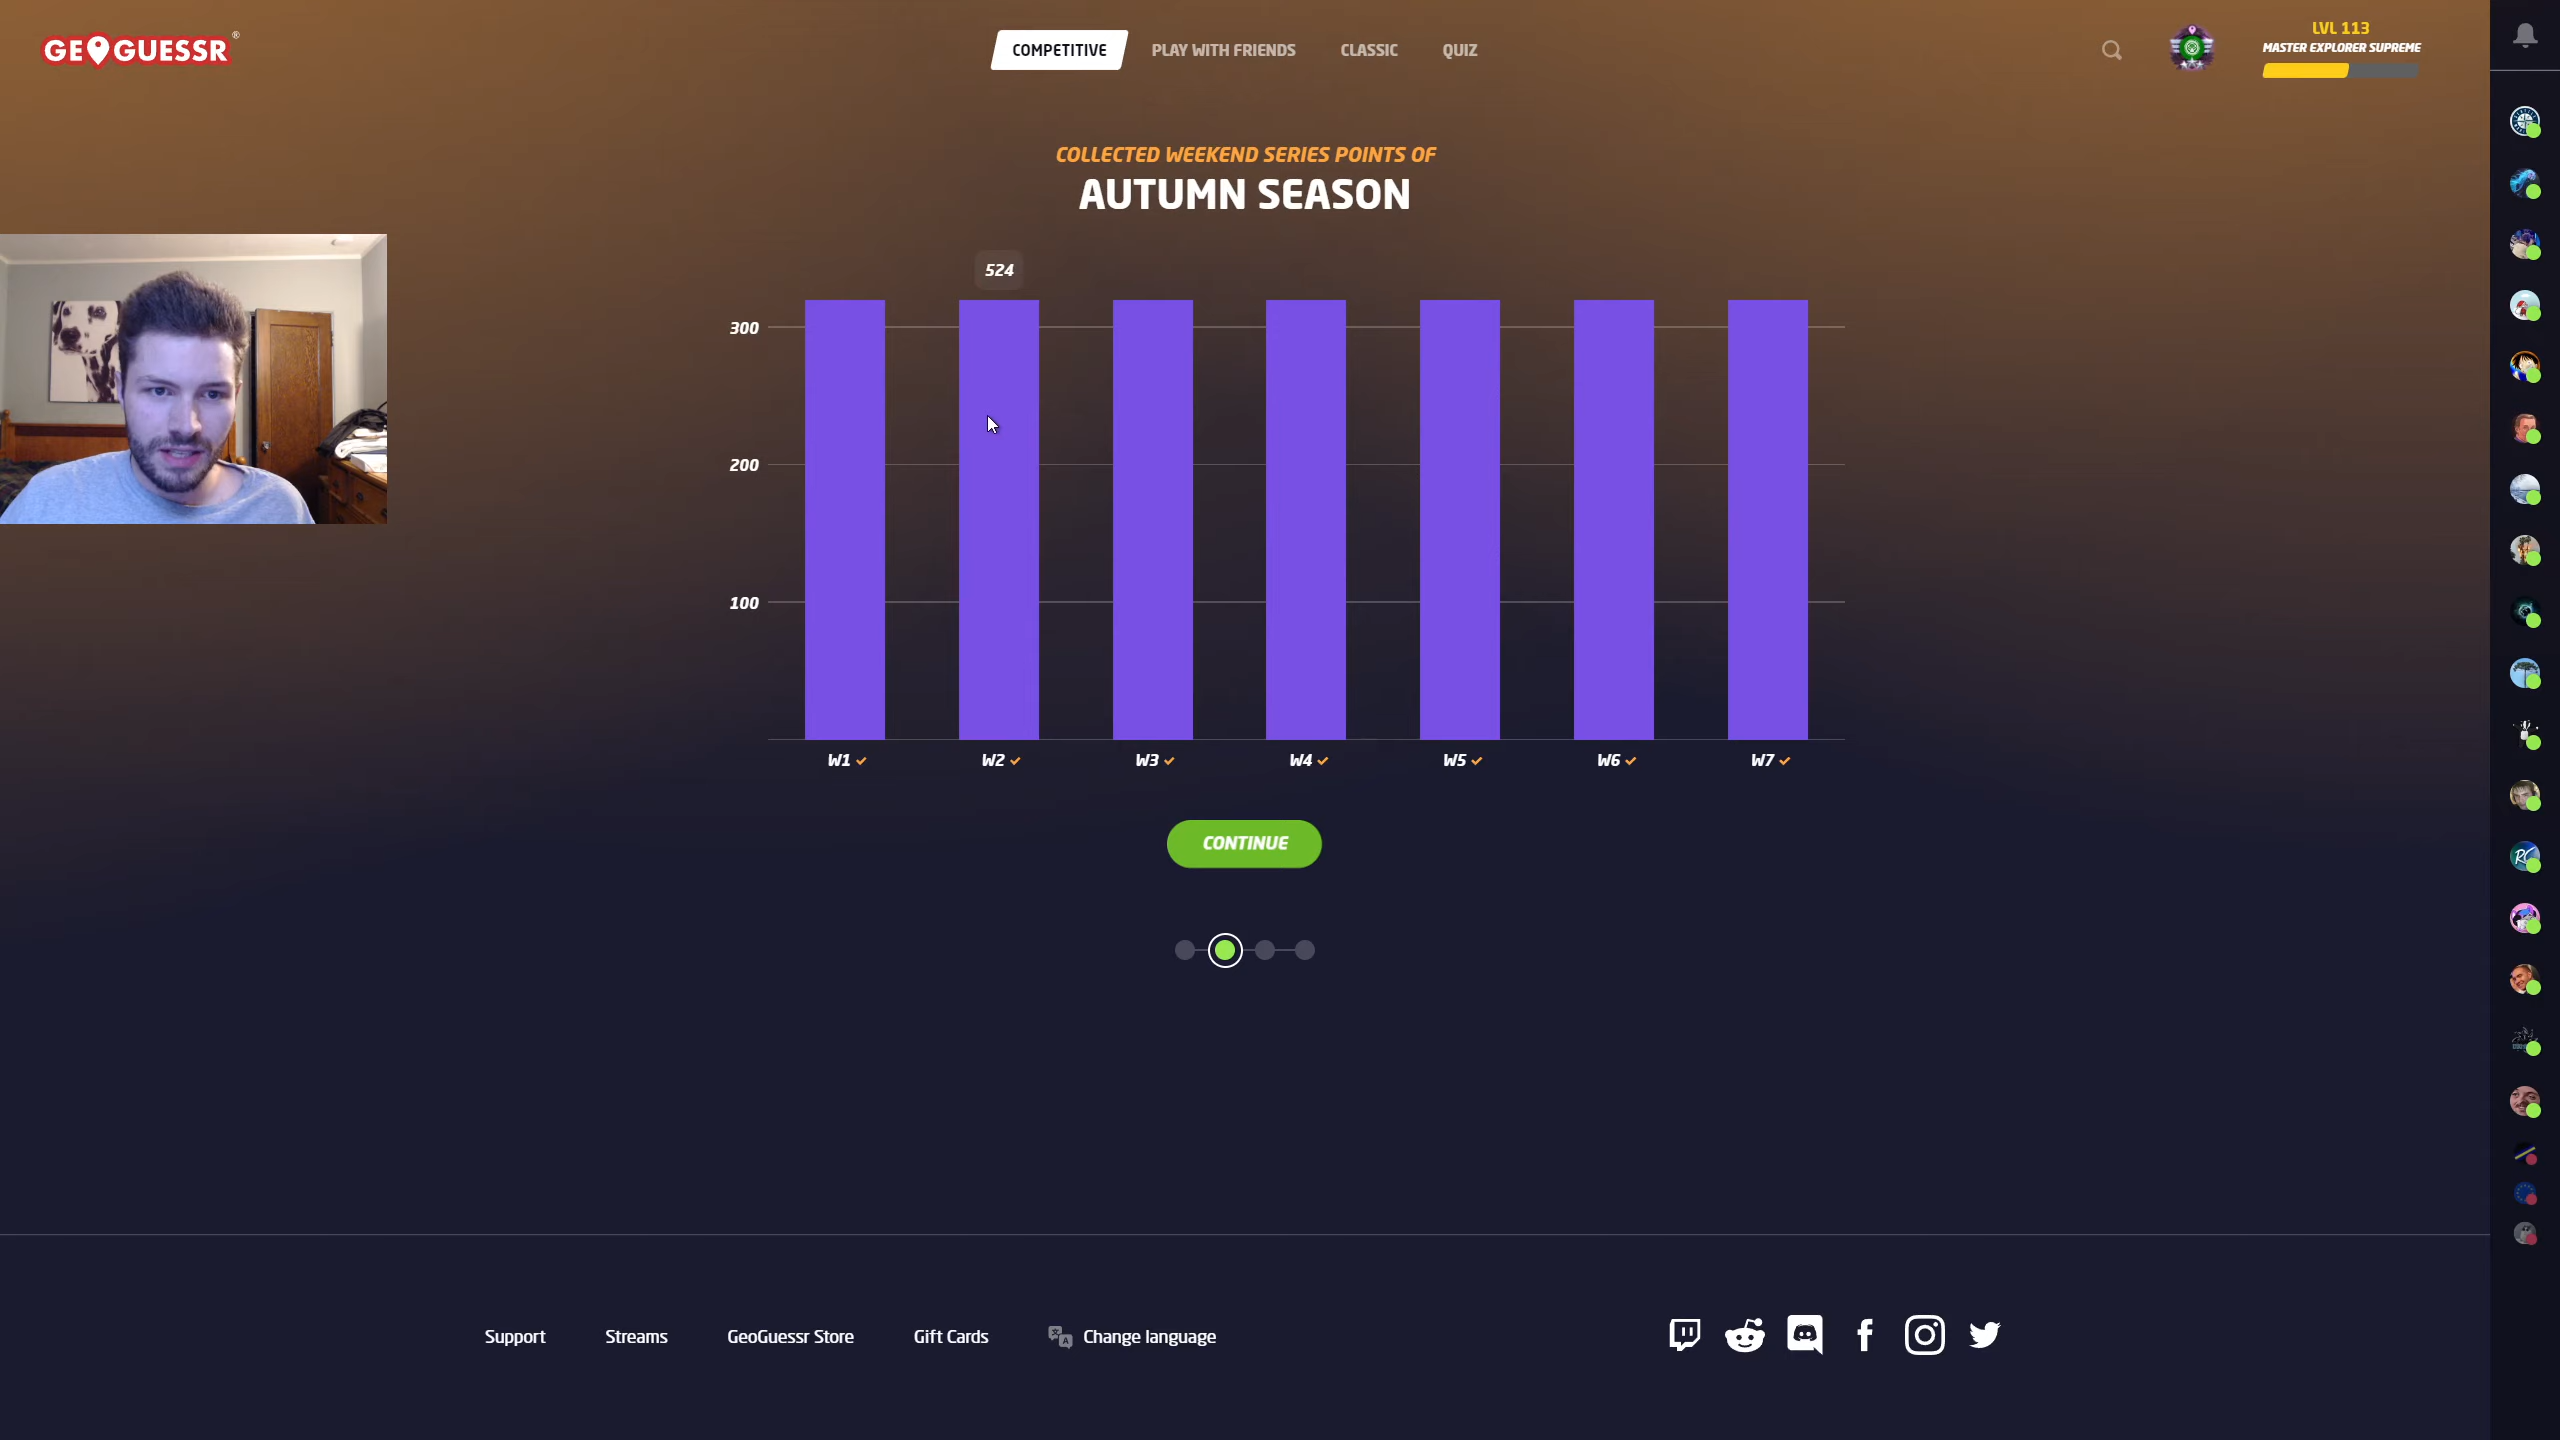 GEOGUESSR®
COMPETITIVE
PLAY WITH FRIENDS
CLASSIC
QUIZ
LVL 113
MASTER EXPLORER SUPREME
COLLECTED WEEKEND SERIES POINTS OF
AUTUMN SEASON
524
300
200
100
W1
W2
W3
W4
W5
W6
W7
CONTINUE
RC
Support
Streams
GeoGuessr Store
Gift Cards
Change language